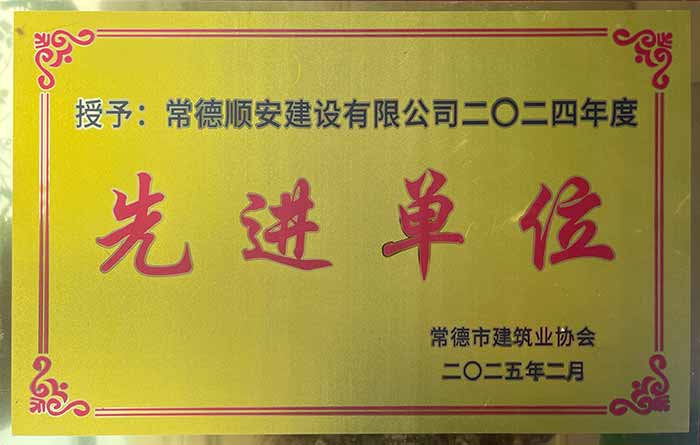 授予：常德顺安建设有限公司二〇二四年度
先进单位
常德市建筑业协会
二〇二五年二月